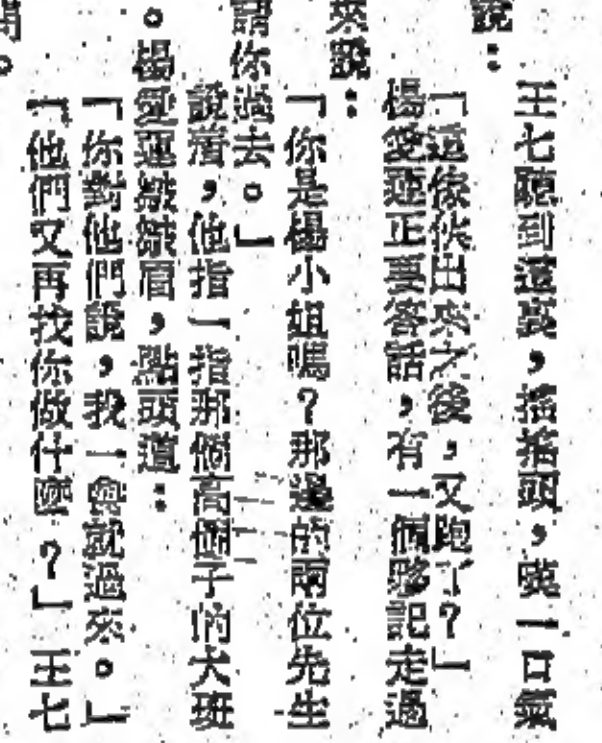 王七聽到這裏，搖搖頭，嘆一口氣
說：
「這傢伙出來之後，又跑了？」
楊愛蓮正要答話，有一個夥記走過
來說：
「你是楊小姐嗎？那邊的兩位先生
請你過去。」
說着，他指一指那個高個子的大班
。楊愛蓮皺皺眉，點頭道：
「你對他們說，我一會就過來。」
「他們又再找你做什麼？」王七
問。